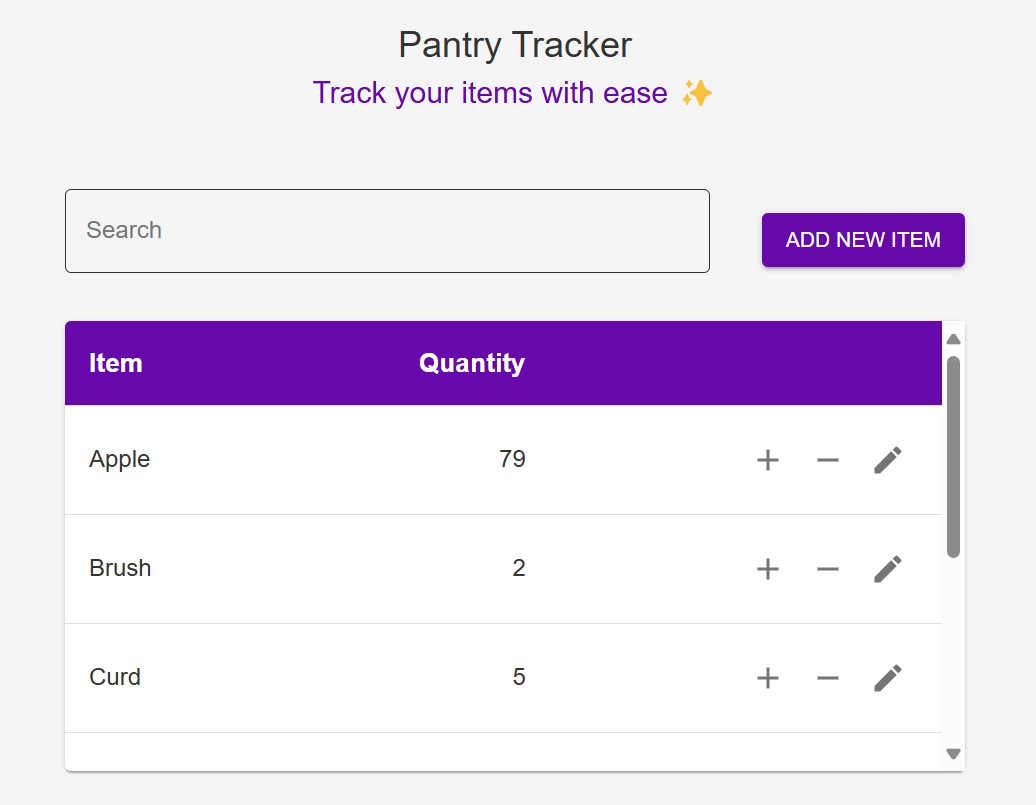 Pantry Tracker
Track your items with ease ✨
Search
ADD NEW ITEM
Item Quantity
Apple 79
Brush 2
Curd 5